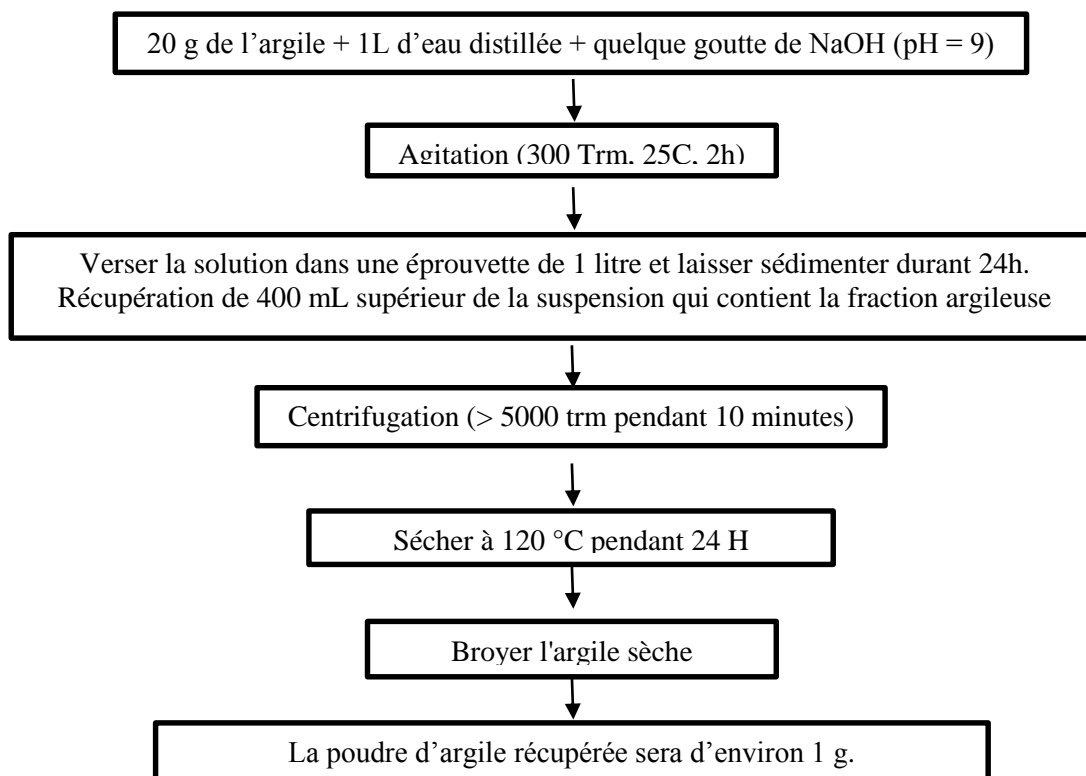 20 g de l’argile + 1L d’eau distillée + quelque goutte de NaOH (pH = 9)
Agitation (300 Trm, 25C, 2h)
Verser la solution dans une éprouvette de 1 litre et laisser sédimenter durant 24h.
Récupération de 400 mL supérieur de la suspension qui contient la fraction argileuse
Centrifugation (> 5000 trm pendant 10 minutes)
Sécher à 120 °C pendant 24 H
Broyer l'argile sèche
La poudre d’argile récupérée sera d’environ 1 g.